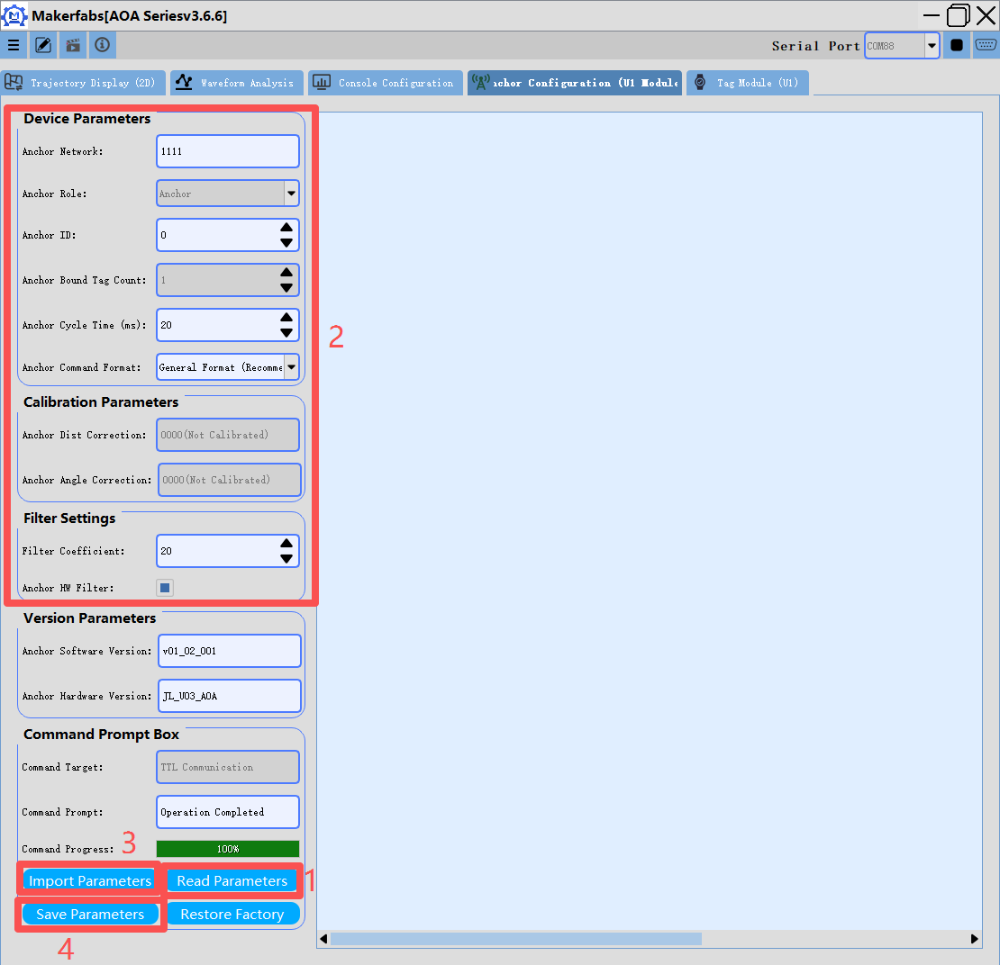 Makerfabs[AOA Seriesv3.6.6]
Serial Port COM88
Trajectory Display (2D) Waveform Analysis Console Configuration nchor Configuration (U1 Module Tag Module (U1)
Device Parameters
Anchor Network: 1111
Anchor Role: Anchor
Anchor ID: 0
Anchor Bound Tag Count: 1
Anchor Cycle Time (ms): 20
2
Anchor Command Format: General Format (Recomme
Calibration Parameters
Anchor Dist Correction: 0000(Not Calibrated)
Anchor Angle Correction: 0000(Not Calibrated)
Filter Settings
Filter Coefficient: 20
Anchor HW Filter:
Version Parameters
Anchor Software Version: v01_02_001
Anchor Hardware Version: JL_U03_AOA
Command Prompt Box
Command Target: TTL Communication
Command Prompt: Operation Completed
Command Progress: 3 100%
Import Parameters Read Parameters 1
Save Parameters Restore Factory
4